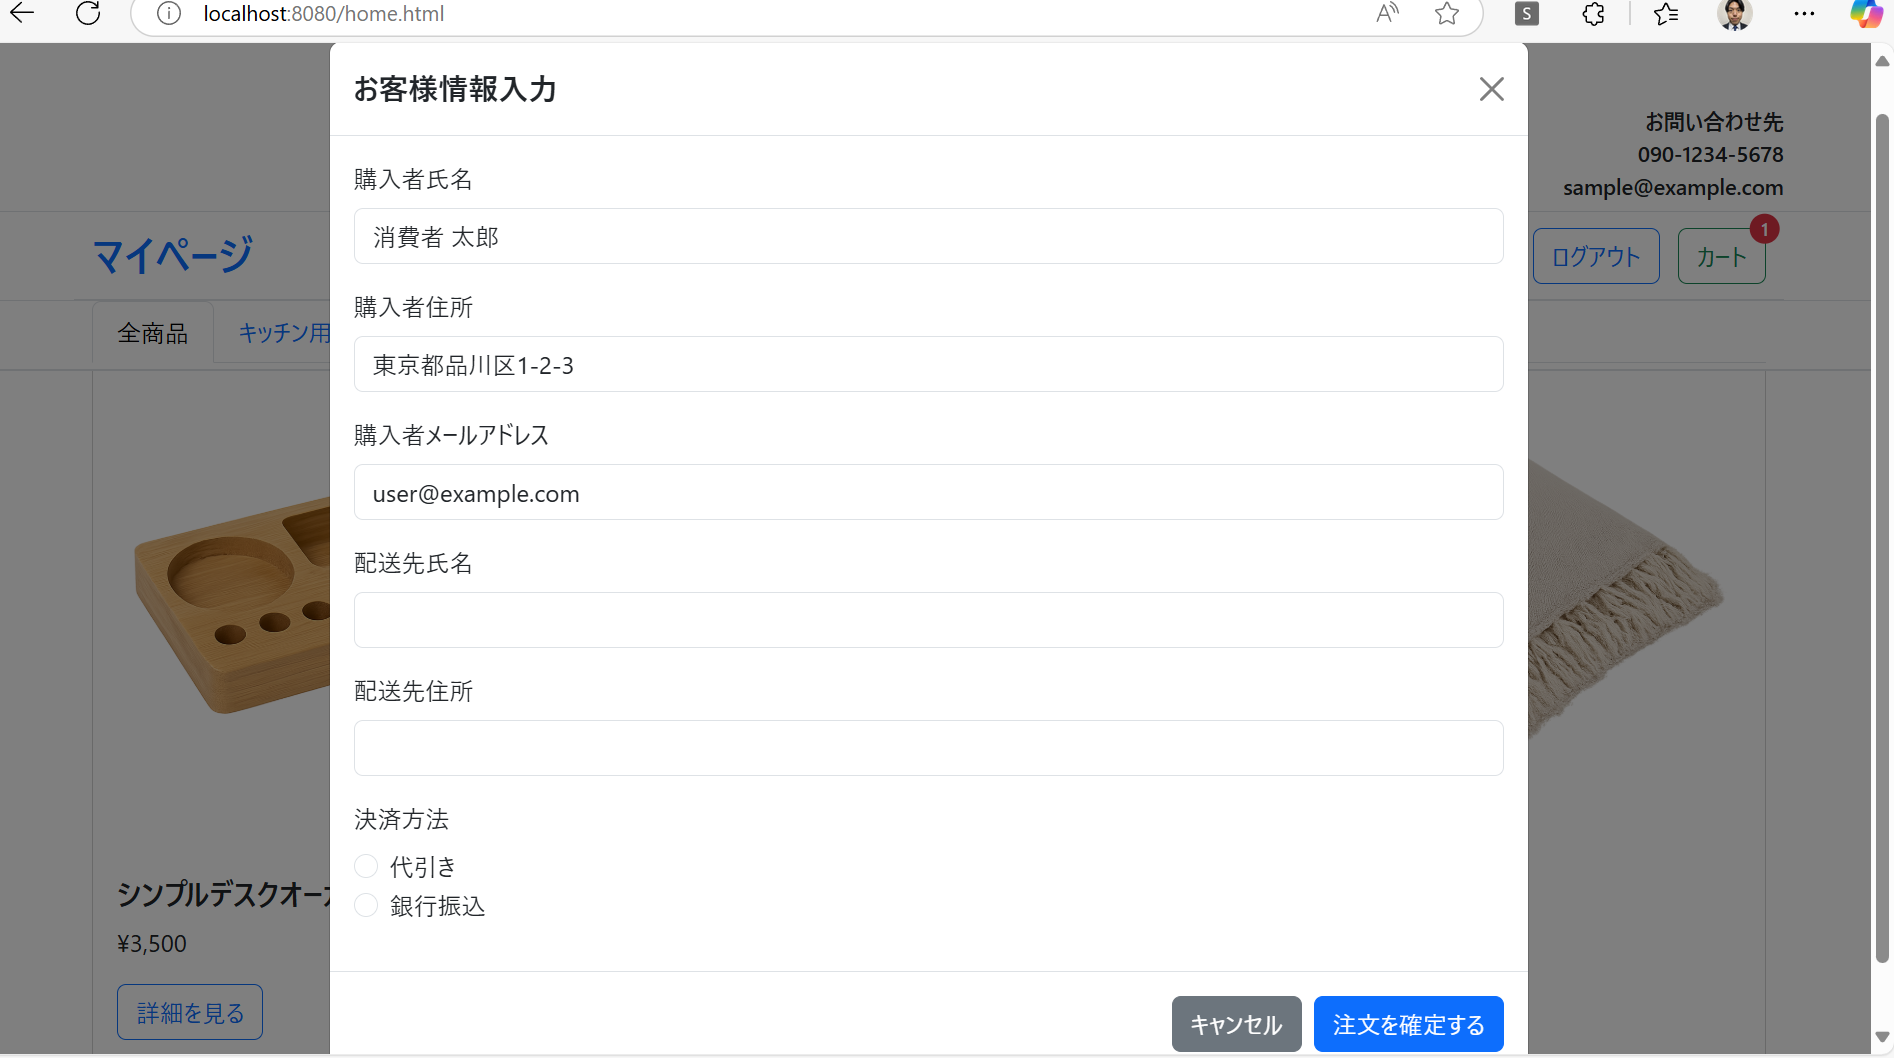 localhost:8080/home.html
S
お客様情報入力
お問い合わせ先
090-1234-5678
sample@example.com
マイページ
ログアウト
カート
1
全商品
キッチン用
購入者氏名
消費者 太郎
購入者住所
東京都品川区1-2-3
購入者メールアドレス
user@example.com
配送先氏名
配送先住所
決済方法
代引き
銀行振込
シンプルデスクオー
¥3,500
詳細を見る
キャンセル
注文を確定する